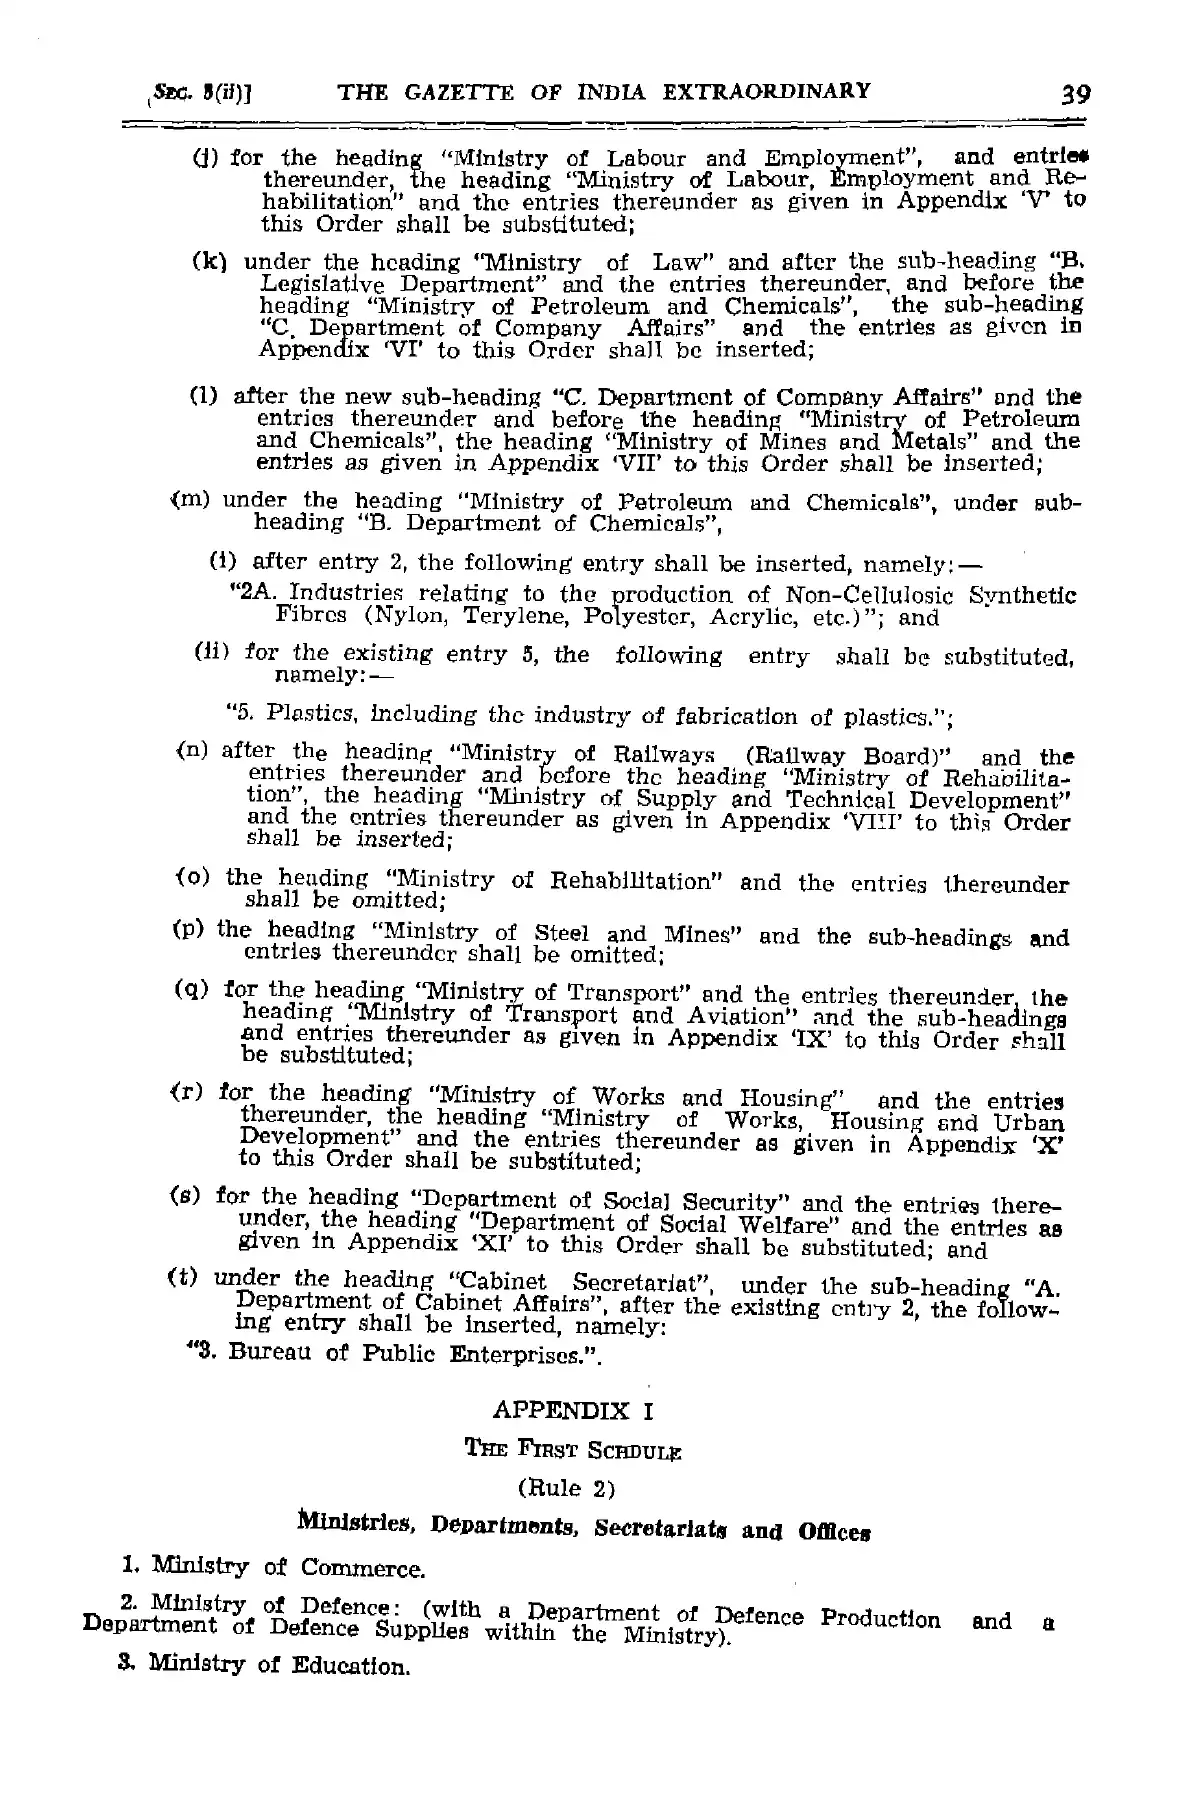 [SEC. 3(ii)] THE GAZETTE OF INDIA EXTRAORDINARY 39
(j) for the heading "Ministry of Labour and Employment", and entries
thereunder, the heading "Ministry of Labour, Employment and Re-
habilitation" and the entries thereunder as given in Appendix 'V' to
this Order shall be substituted;
(k) under the heading "Ministry of Law" and after the sub-heading "B.
Legislative Department" and the entries thereunder, and before the
heading "Ministry of Petroleum and Chemicals", the sub-heading
"C. Department of Company Affairs" and the entries as given in
Appendix 'VI' to this Order shall be inserted;
(l) after the new sub-heading "C. Department of Company Affairs" and the
entries thereunder and before the heading "Ministry of Petroleum
and Chemicals", the heading "Ministry of Mines and Metals" and the
entries as given in Appendix 'VII' to this Order shall be inserted;
(m) under the heading "Ministry of Petroleum and Chemicals", under sub-
heading "B. Department of Chemicals",
(i) after entry 2, the following entry shall be inserted, namely:—
"2A. Industries relating to the production of Non-Cellulosic Synthetic
Fibres (Nylon, Terylene, Polyester, Acrylic, etc.)"; and
(ii) for the existing entry 5, the following entry shall be substituted,
namely:—
"5. Plastics, including the industry of fabrication of plastics.";
(n) after the heading "Ministry of Railways (Railway Board)" and the
entries thereunder and before the heading "Ministry of Rehabilita-
tion", the heading "Ministry of Supply and Technical Development"
and the entries thereunder as given in Appendix 'VIII' to this Order
shall be inserted;
(o) the heading "Ministry of Rehabilitation" and the entries thereunder
shall be omitted;
(p) the heading "Ministry of Steel and Mines" and the sub-headings and
entries thereunder shall be omitted;
(q) for the heading "Ministry of Transport" and the entries thereunder, the
heading "Ministry of Transport and Aviation" and the sub-headings
and entries thereunder as given in Appendix 'IX' to this Order shall
be substituted;
(r) for the heading "Ministry of Works and Housing" and the entries
thereunder, the heading "Ministry of Works, Housing and Urban
Development" and the entries thereunder as given in Appendix 'X'
to this Order shall be substituted;
(s) for the heading "Department of Social Security" and the entries there-
under, the heading "Department of Social Welfare" and the entries as
given in Appendix 'XI' to this Order shall be substituted; and
(t) under the heading "Cabinet Secretariat", under the sub-heading "A.
Department of Cabinet Affairs", after the existing entry 2, the follow-
ing entry shall be inserted, namely:
"3. Bureau of Public Enterprises.".
APPENDIX I
THE FIRST SCHDULE
(Rule 2)
Ministries, Departments, Secretariats and Offices
1. Ministry of Commerce.
2. Ministry of Defence: (with a Department of Defence Production and a
Department of Defence Supplies within the Ministry).
3. Ministry of Education.